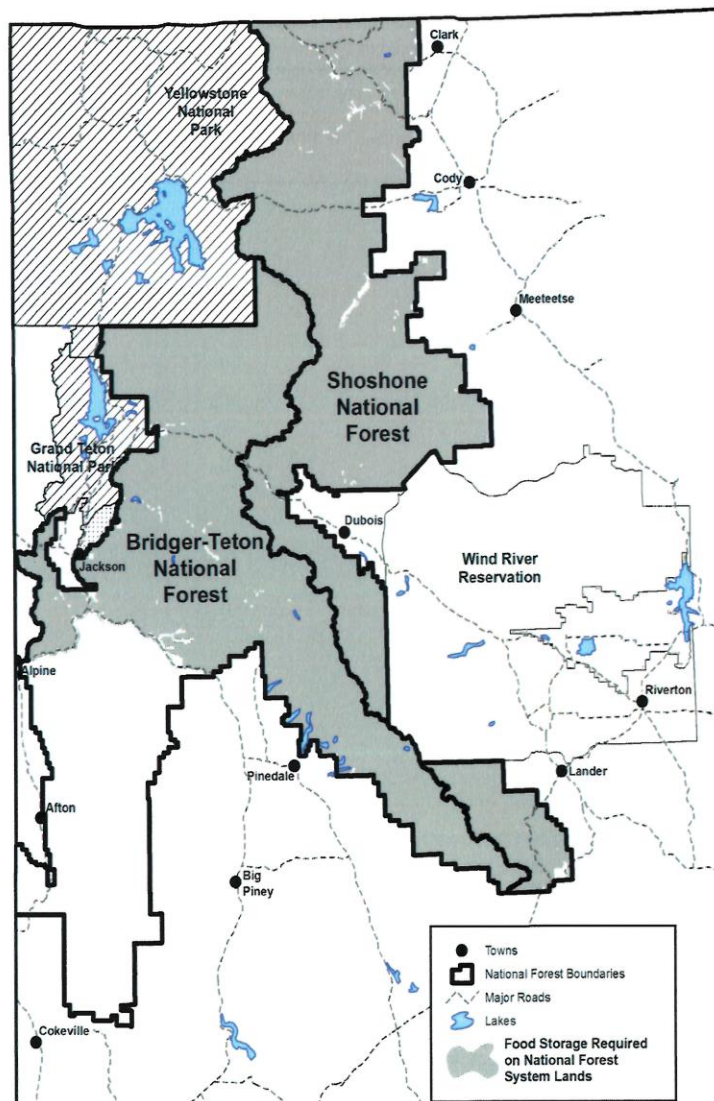 Clark
Yellowstone
National
Park
Cody
Meeteetse
Shoshone
National
Forest
Grand Teton
National Park
Dubois
Bridger-Teton
National
Forest
Wind River
Reservation
Jackson
Alpine
Riverton
Pinedale
Lander
Afton
Big
Piney
Cokeville
Towns
National Forest Boundaries
Major Roads
Lakes
Food Storage Required
on National Forest
System Lands